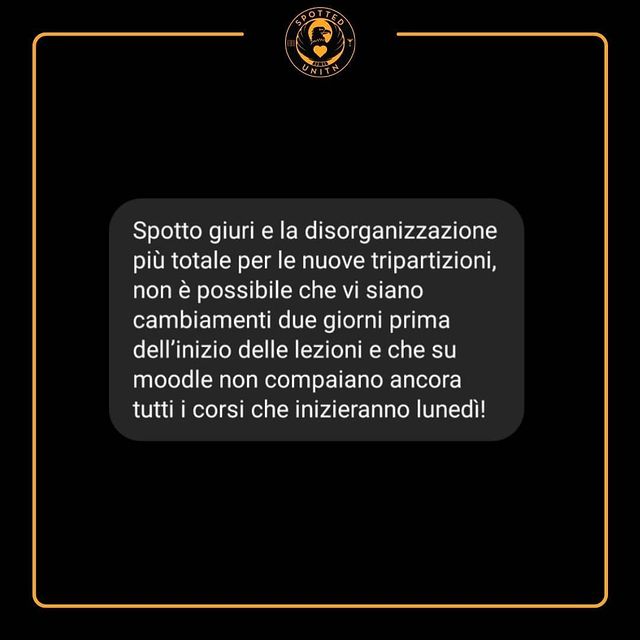 SPOTTED
UNITN
Spotto giuri e la disorganizzazione
più totale per le nuove tripartizioni,
non è possibile che vi siano
cambiamenti due giorni prima
dell’inizio delle lezioni e che su
moodle non compaiano ancora
tutti i corsi che inizieranno lunedì!